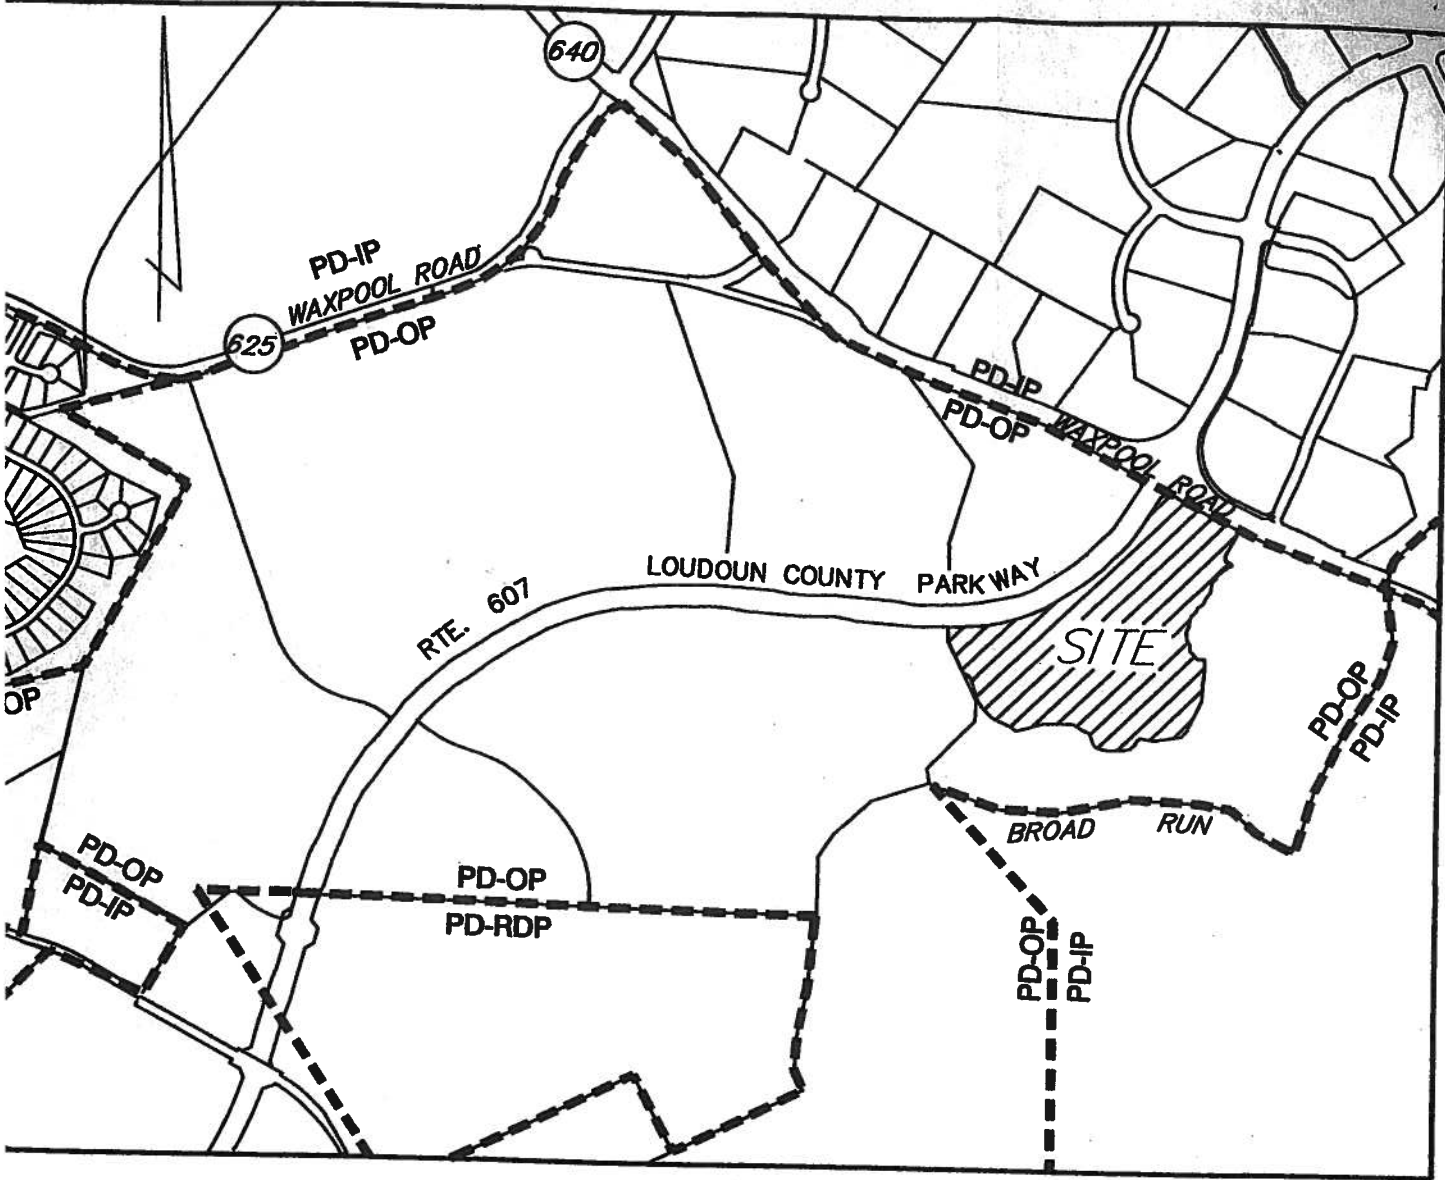 640
PD-IP
WAXPOOL ROAD
625
PD-OP
PD-IP
PD-OP
WAXPOOL ROAD
LOUDOUN COUNTY PARKWAY
RTE. 607
SITE
OP
PD-OP
PD-IP
BROAD RUN
PD-OP
PD-IP
PD-OP
PD-RDP
PD-OP
PD-IP